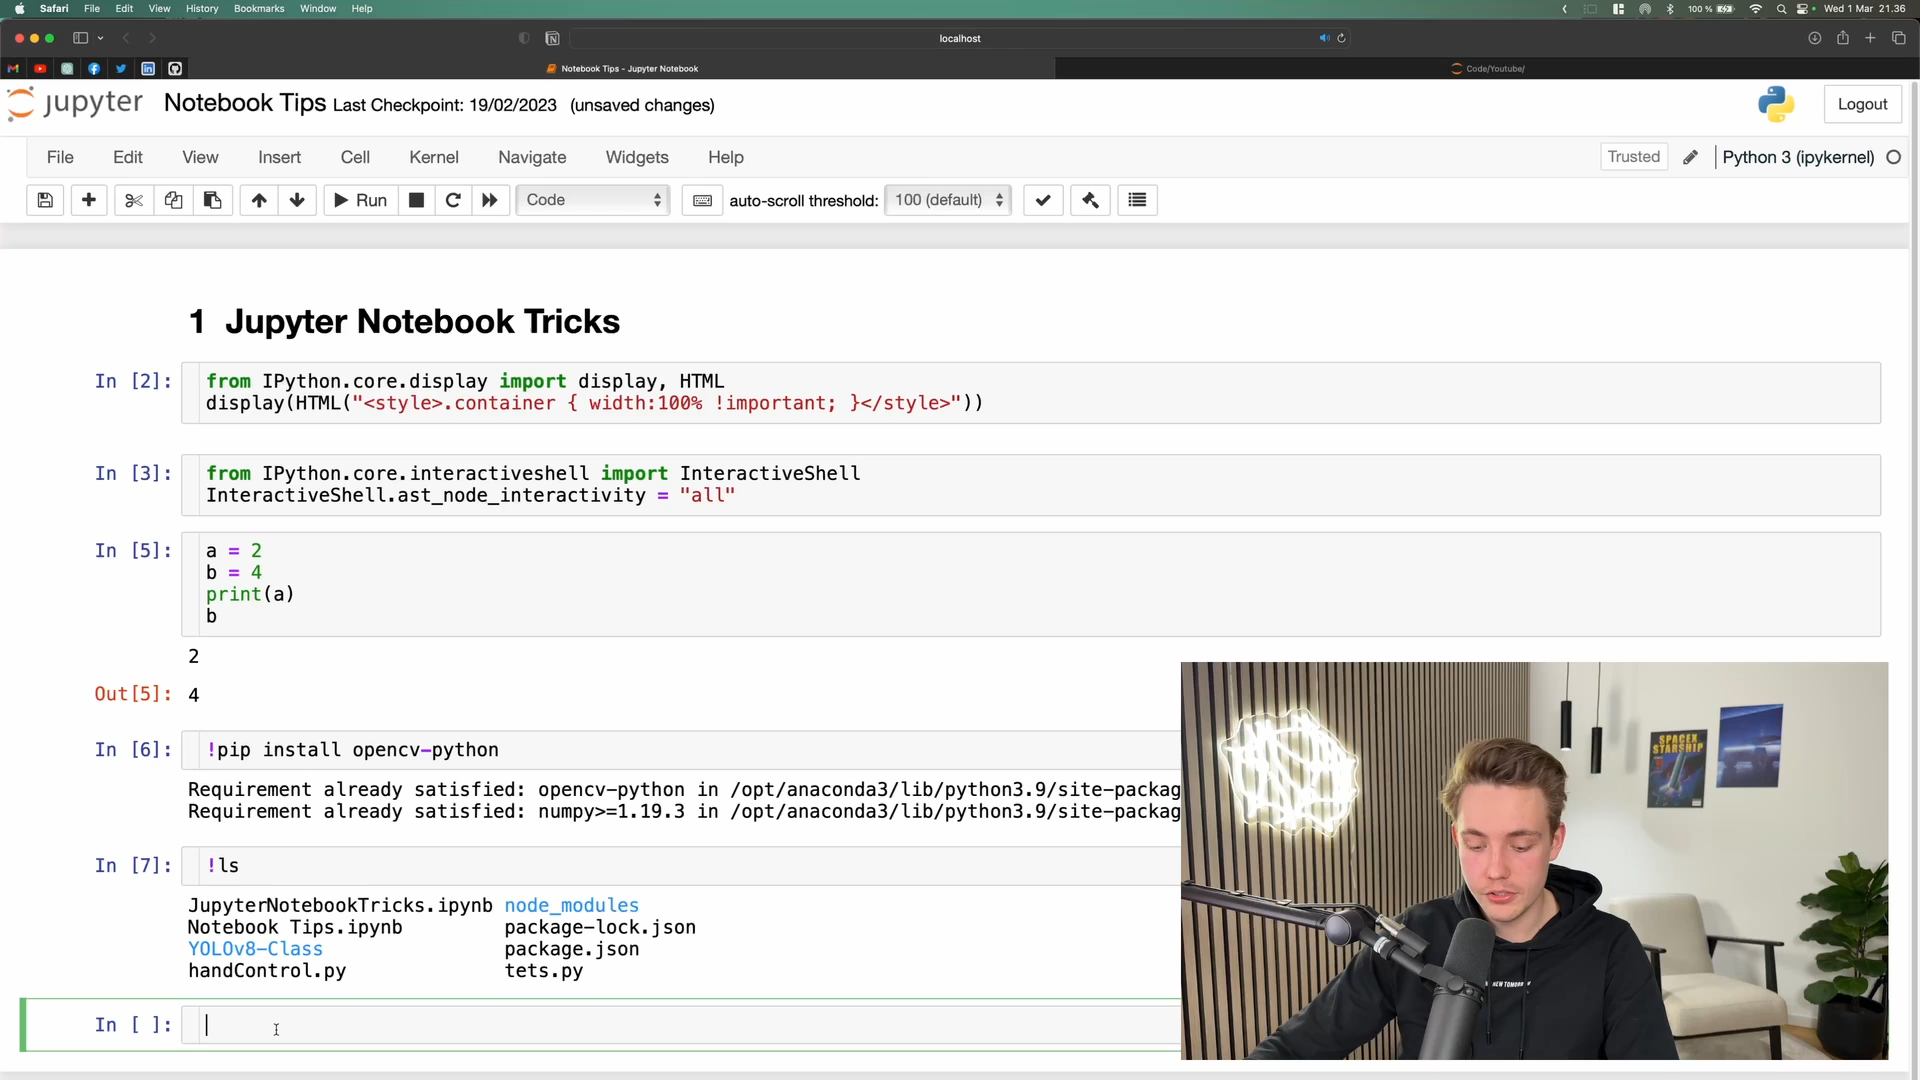 Safari File Edit View History Bookmarks Window Help 100 % Wed 1 Mar 21.36
localhost
Notebook Tips - Jupyter Notebook Code/Youtube/
jupyter Notebook Tips Last Checkpoint: 19/02/2023 (unsaved changes) Logout
File Edit View Insert Cell Kernel Navigate Widgets Help Trusted Python 3 (ipykernel)
Run Code auto-scroll threshold: 100 (default)
1 Jupyter Notebook Tricks
In [2]: from IPython.core.display import display, HTML
display(HTML("<style>.container { width:100% !important; }</style>"))
In [3]: from IPython.core.interactiveshell import InteractiveShell
InteractiveShell.ast_node_interactivity = "all"
In [5]: a = 2
b = 4
print(a)
b
2
Out[5]: 4
In [6]: !pip install opencv-python
Requirement already satisfied: opencv-python in /opt/anaconda3/lib/python3.9/site-packag
Requirement already satisfied: numpy>=1.19.3 in /opt/anaconda3/lib/python3.9/site-packag
In [7]: !ls
JupyterNotebookTricks.ipynb node_modules
Notebook Tips.ipynb package-lock.json
YOLOv8-Class package.json
handControl.py tets.py
In [ ]:
SPACEX
STARSHIP